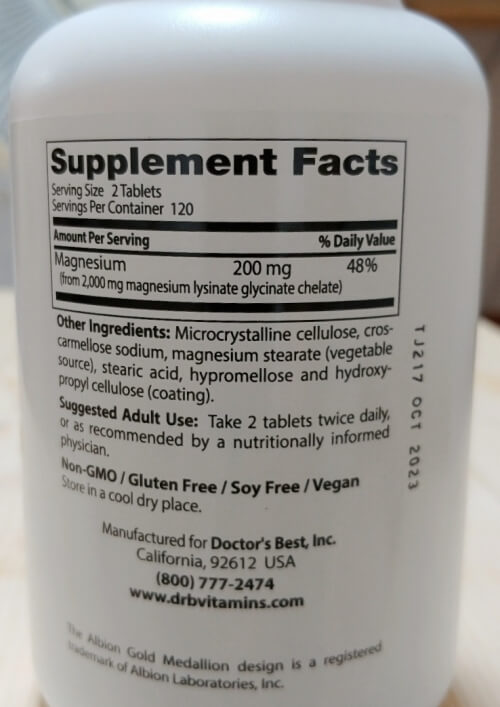 Supplement Facts
Serving Size 2 Tablets
Servings Per Container 120
Amount Per Serving % Daily Value
Magnesium 200 mg 48%
(from 2,000 mg magnesium lysinate glycinate chelate)
Other Ingredients: Microcrystalline cellulose, cros-
carmellose sodium, magnesium stearate (vegetable
source), stearic acid, hypromellose and hydroxy-
propyl cellulose (coating).
Suggested Adult Use: Take 2 tablets twice daily,
or as recommended by a nutritionally informed
physician.
Non-GMO / Gluten Free / Soy Free / Vegan
Store in a cool dry place.
Manufactured for Doctor's Best, Inc.
California, 92612 USA
(800) 777-2474
www.drbvitamins.com
The Albion Gold Medallion design is a registered
trademark of Albion Laboratories, Inc.
TJ217 OCT 2023